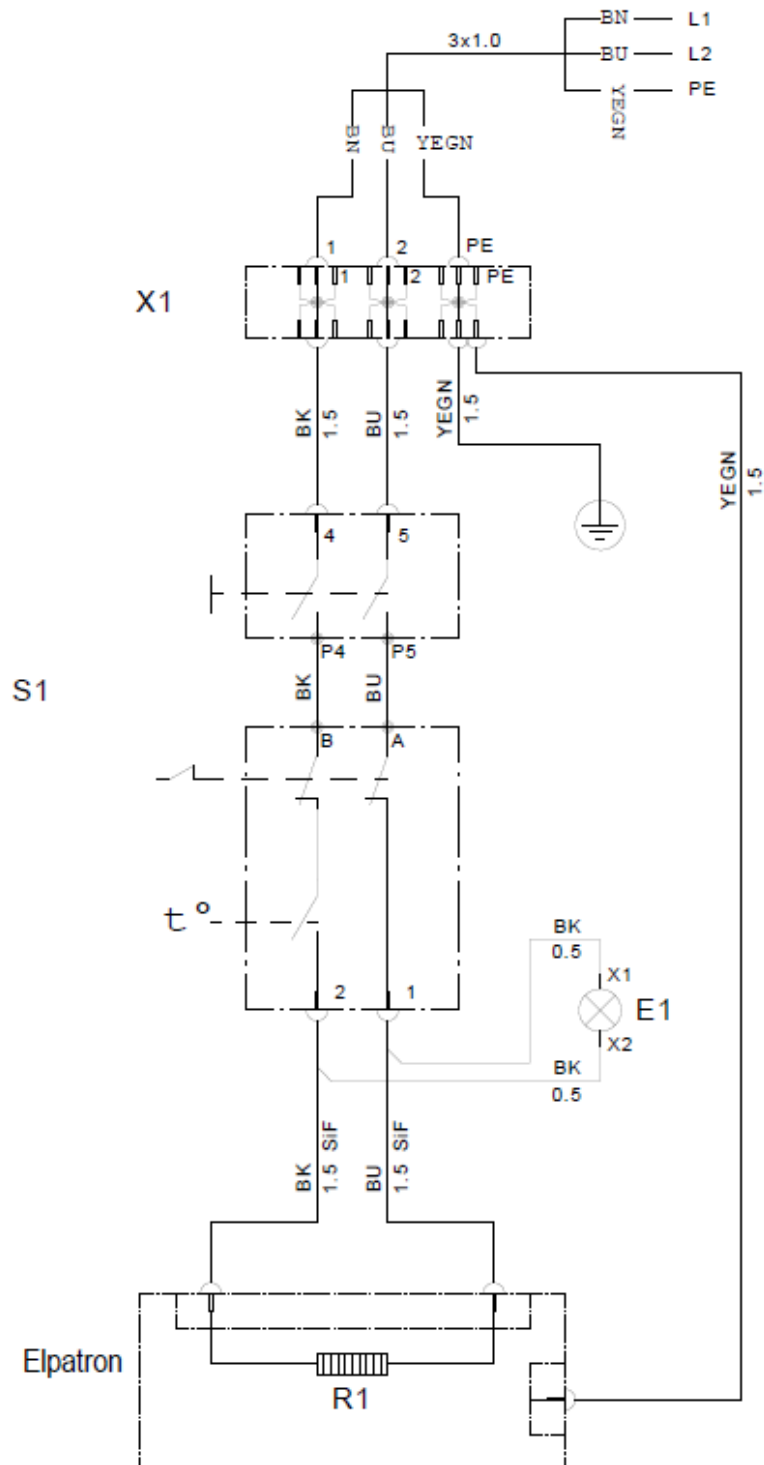 BN L1
3x1.0
BU L2
YEGN PE
BN BU YEGN
1 2 PE
1 2 PE
X1
BK 1.5 BU 1.5 YEGN 1.5
YEGN 1.5
4 5
P4 P5
BK BU
S1
B A
t°
BK
0.5
X1
2 1
E1
X2
BK
0.5
BK 1.5 SiF BU 1.5 SiF
Elpatron
R1